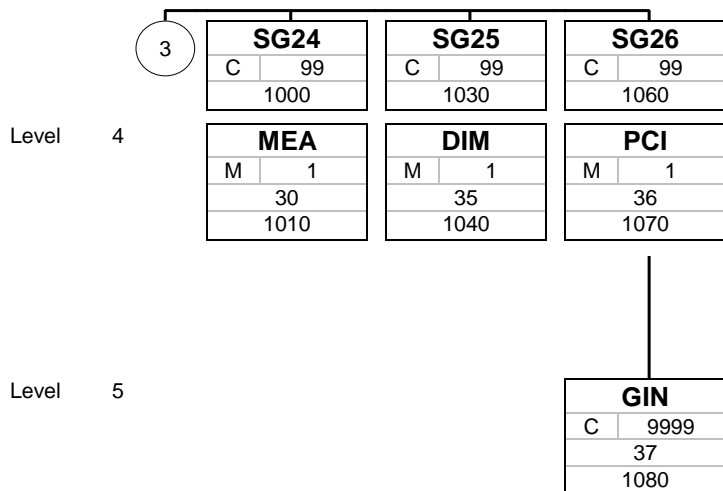 3
SG24 SG25 SG26
C 99 C 99 C 99
1000 1030 1060
Level 4
MEA DIM PCI
M 1 M 1 M 1
30 35 36
1010 1040 1070
Level 5
GIN
C 9999
37
1080